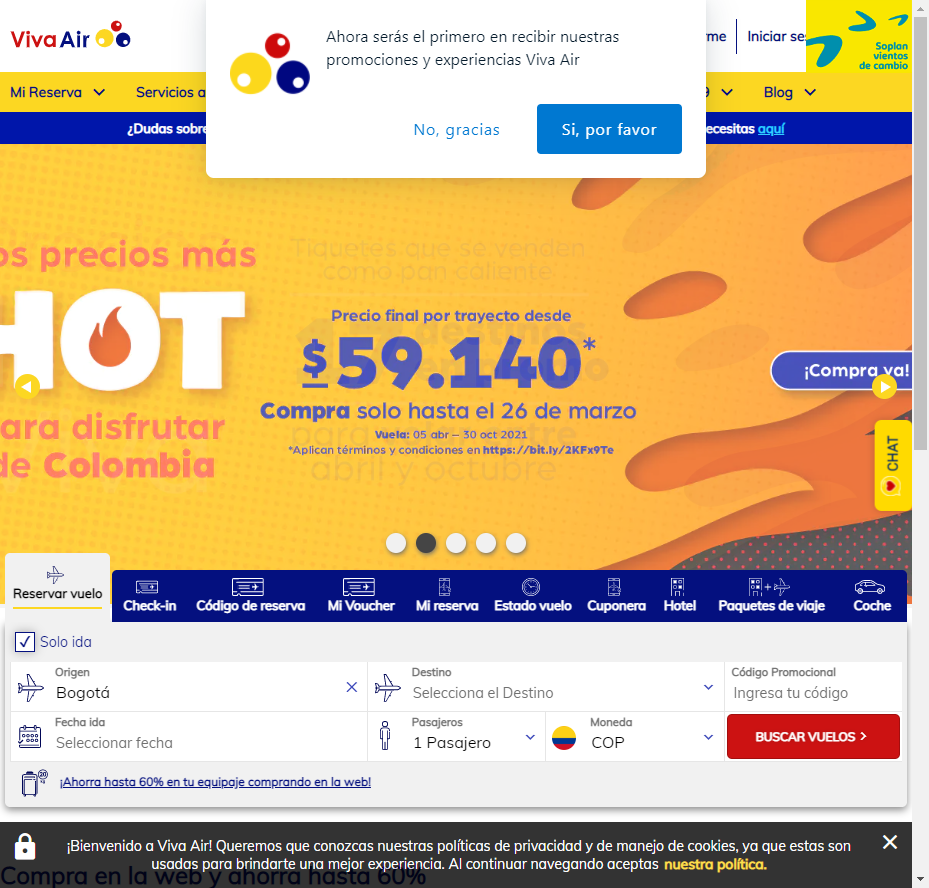 Viva Air
Ahora serás el primero en recibir nuestras
promociones y experiencias Viva Air
No, gracias
Si, por favor
Iniciar ses
Soplan
vientos
de cambio
Mi Reserva
Servicios a
Blog
¿Dudas sobre
aquí
os precios más
HOT
ara disfrutar
de Colombia
Tiquetes que se venden
como pan caliente
Precio final por trayecto desde
$59.140*
Compra solo hasta el 26 de marzo
Vuela: 05 abr – 30 oct 2021
*Aplican términos y condiciones en https://bit.ly/2KFx9Te
abril y octubre
¡Compra ya!
CHAT
Reservar vuelo
Check-in
Código de reserva
Mi Voucher
Mi reserva
Estado vuelo
Cuponera
Hotel
Paquetes de viaje
Coche
Solo ida
Origen
Bogotá
Destino
Selecciona el Destino
Código Promocional
Ingresa tu código
Fecha ida
Seleccionar fecha
Pasajeros
1 Pasajero
Moneda
COP
BUSCAR VUELOS >
¡Ahorra hasta 60% en tu equipaje comprando en la web!
¡Bienvenido a Viva Air! Queremos que conozcas nuestras políticas de privacidad y de manejo de cookies, ya que estas son
usadas para brindarte una mejor experiencia. Al continuar navegando aceptas nuestra política.
Compra en la web y ahorra hasta 60%